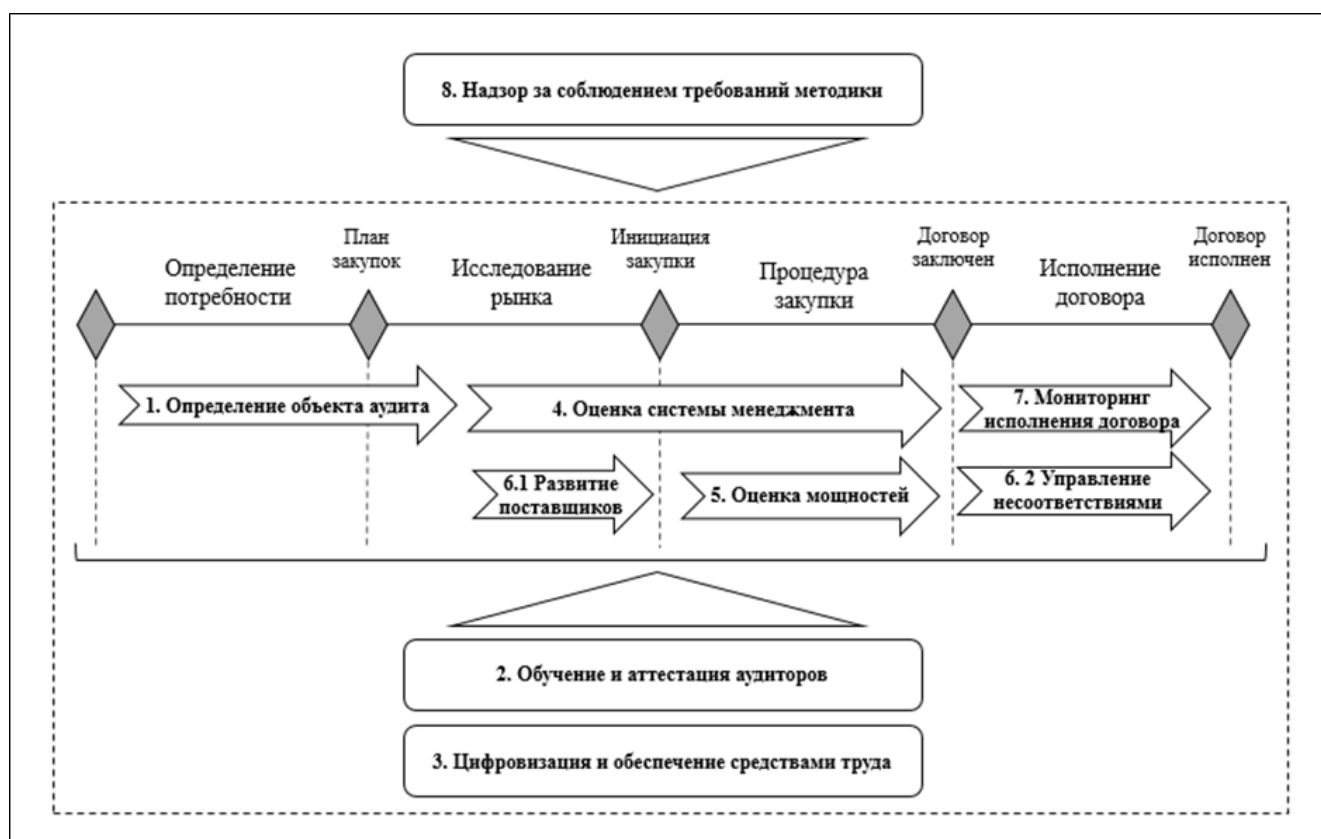 8. Надзор за соблюдением требований методики
План
закупок
Инициация
закупки
Договор
заключен
Договор
исполнен
Определение
потребности
Исследование
рынка
Процедура
закупки
Исполнение
договора
1. Определение объекта аудита
4. Оценка системы менеджмента
7. Мониторинг
исполнения договора
6.1 Развитие
поставщиков
5. Оценка мощностей
6. 2 Управление
несоответствиями
2. Обучение и аттестация аудиторов
3. Цифровизация и обеспечение средствами труда